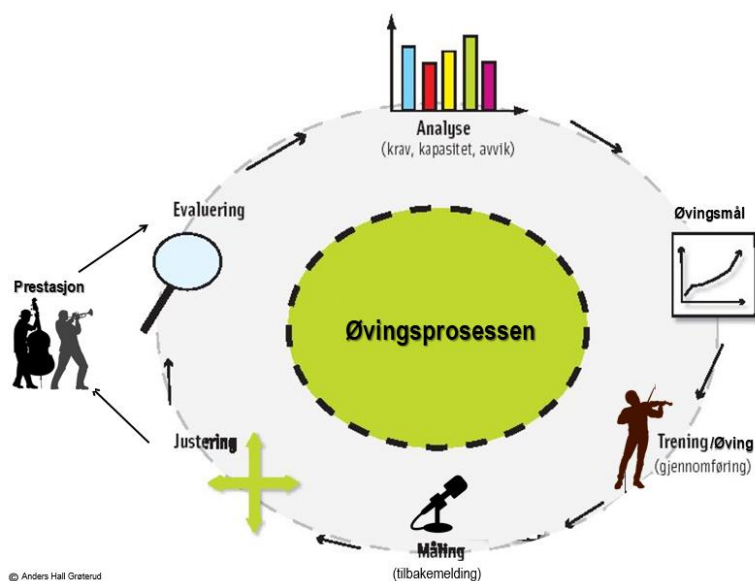 Analyse
(krav, kapasitet, avvik)
Evaluering
Øvingsmål
Prestasjon
Øvingsprosessen
Trening/Øving
(gjennomføring)
Justering
Måling
(tilbakemelding)
© Anders Hall Grøterud